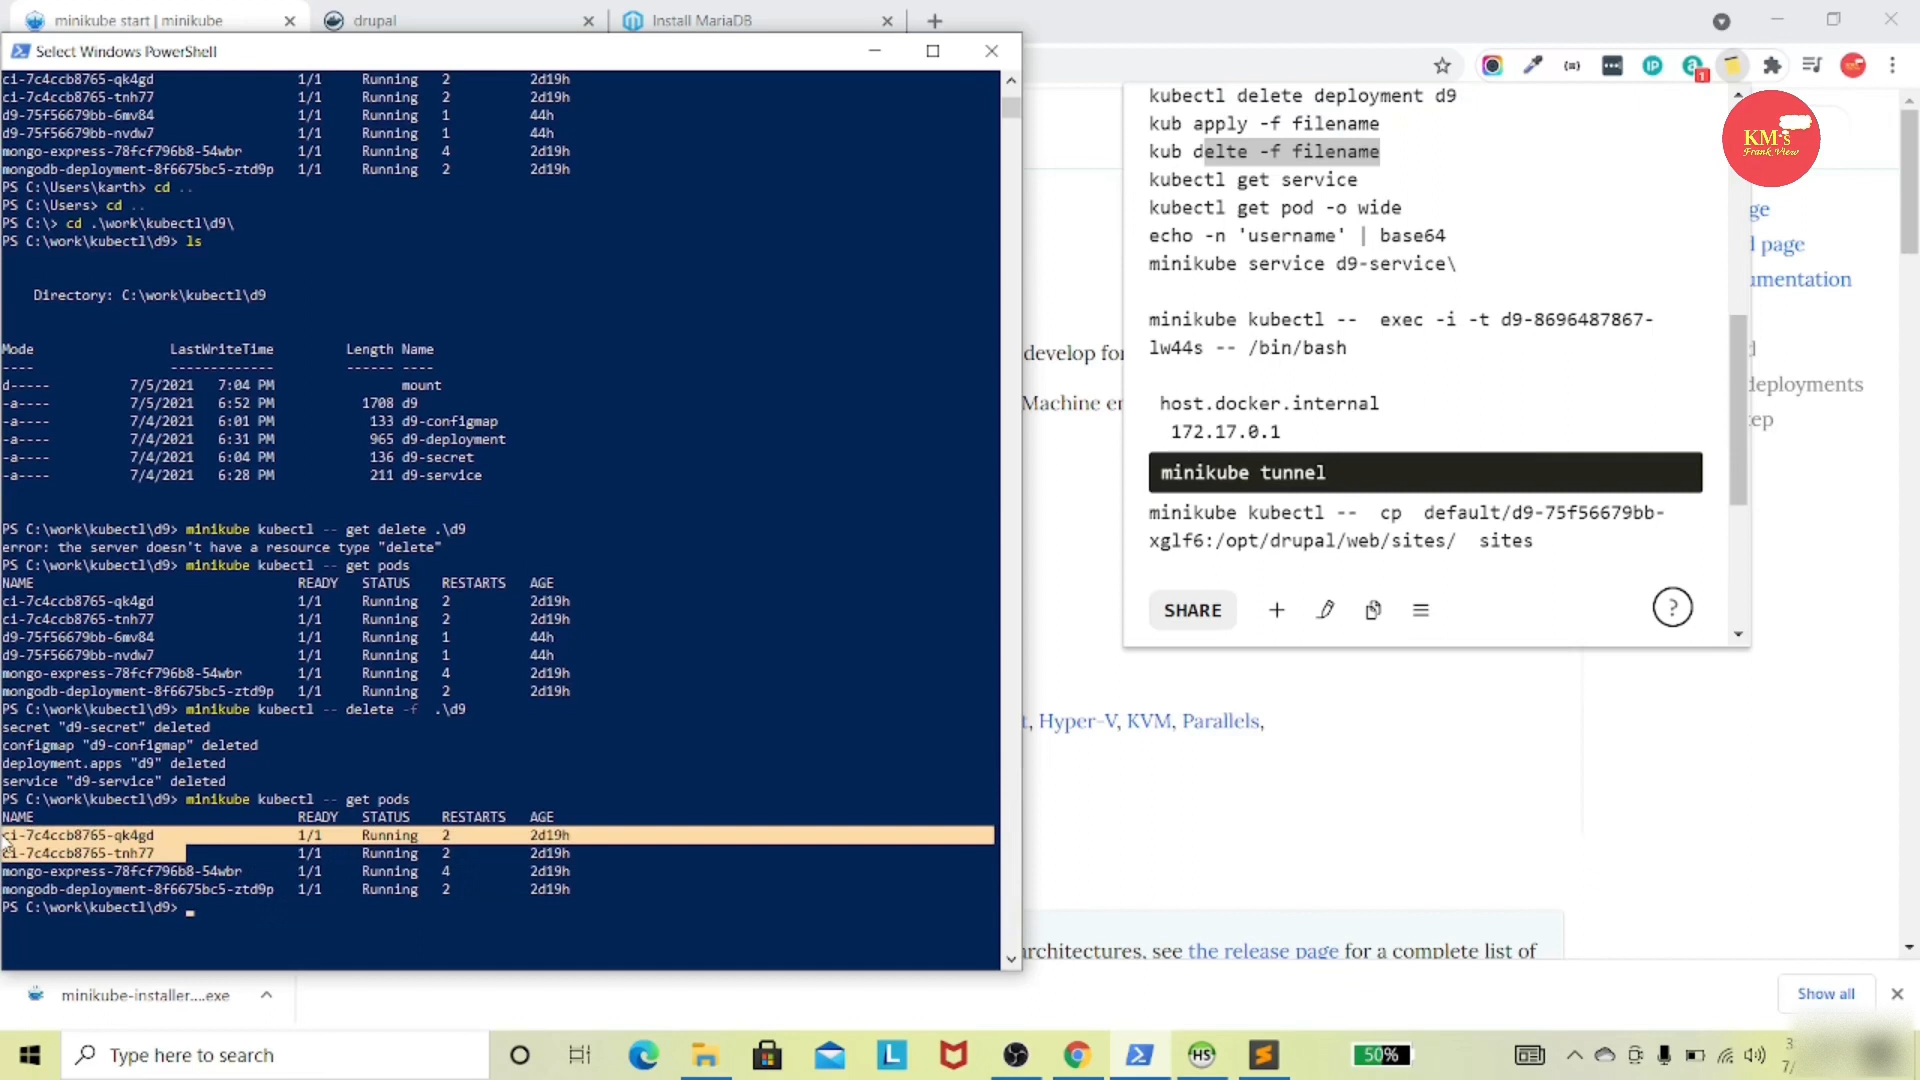 minikube start | minikube
drupal
Install MariaDB
Select Windows PowerShell
ci-7c4ccb8765-qk4gd 1/1 Running 2 2d19h
ci-7c4ccb8765-tnh77 1/1 Running 2 2d19h
d9-75f56679bb-6mv84 1/1 Running 1 44h
d9-75f56679bb-nvdw7 1/1 Running 1 44h
mongo-express-78fcf796b8-54wbr 1/1 Running 4 2d19h
mongodb-deployment-8f6675bc5-ztd9p 1/1 Running 2 2d19h
PS C:\Users\karth> cd ..
PS C:\Users> cd ..
PS C:\> cd .\work\kubectl\d9\
PS C:\work\kubectl\d9> ls
Directory: C:\work\kubectl\d9
Mode LastWriteTime Length Name
---- ------------- ------ ----
d----- 7/5/2021 7:04 PM mount
-a---- 7/5/2021 6:52 PM 1708 d9
-a---- 7/4/2021 6:01 PM 133 d9-configmap
-a---- 7/4/2021 6:31 PM 965 d9-deployment
-a---- 7/4/2021 6:04 PM 136 d9-secret
-a---- 7/4/2021 6:28 PM 211 d9-service
PS C:\work\kubectl\d9> minikube kubectl -- get delete .\d9
error: the server doesn't have a resource type "delete"
PS C:\work\kubectl\d9> minikube kubectl -- get pods
NAME READY STATUS RESTARTS AGE
ci-7c4ccb8765-qk4gd 1/1 Running 2 2d19h
ci-7c4ccb8765-tnh77 1/1 Running 2 2d19h
d9-75f56679bb-6mv84 1/1 Running 1 44h
d9-75f56679bb-nvdw7 1/1 Running 1 44h
mongo-express-78fcf796b8-54wbr 1/1 Running 4 2d19h
mongodb-deployment-8f6675bc5-ztd9p 1/1 Running 2 2d19h
PS C:\work\kubectl\d9> minikube kubectl -- delete -f .\d9
secret "d9-secret" deleted
configmap "d9-configmap" deleted
deployment.apps "d9" deleted
service "d9-service" deleted
PS C:\work\kubectl\d9> minikube kubectl -- get pods
NAME READY STATUS RESTARTS AGE
ci-7c4ccb8765-qk4gd 1/1 Running 2 2d19h
ci-7c4ccb8765-tnh77 1/1 Running 2 2d19h
mongo-express-78fcf796b8-54wbr 1/1 Running 4 2d19h
mongodb-deployment-8f6675bc5-ztd9p 1/1 Running 2 2d19h
PS C:\work\kubectl\d9>
kubectl delete deployment d9
kub apply -f filename
kub delte -f filename
kubectl get service
kubectl get pod -o wide
echo -n 'username' | base64
minikube service d9-service\
minikube kubectl -- exec -i -t d9-8696487867-
lw44s -- /bin/bash
host.docker.internal
172.17.0.1
minikube tunnel
minikube kubectl -- cp default/d9-75f56679bb-
xglf6:/opt/drupal/web/sites/ sites
SHARE
?
KM's
Frank View
ge
d page
umentation
d
deployments
tep
develop for
Machine en
t, Hyper-V, KVM, Parallels,
architectures, see the release page for a complete list of
minikube-installer....exe
Show all
Type here to search
50%
3
7/